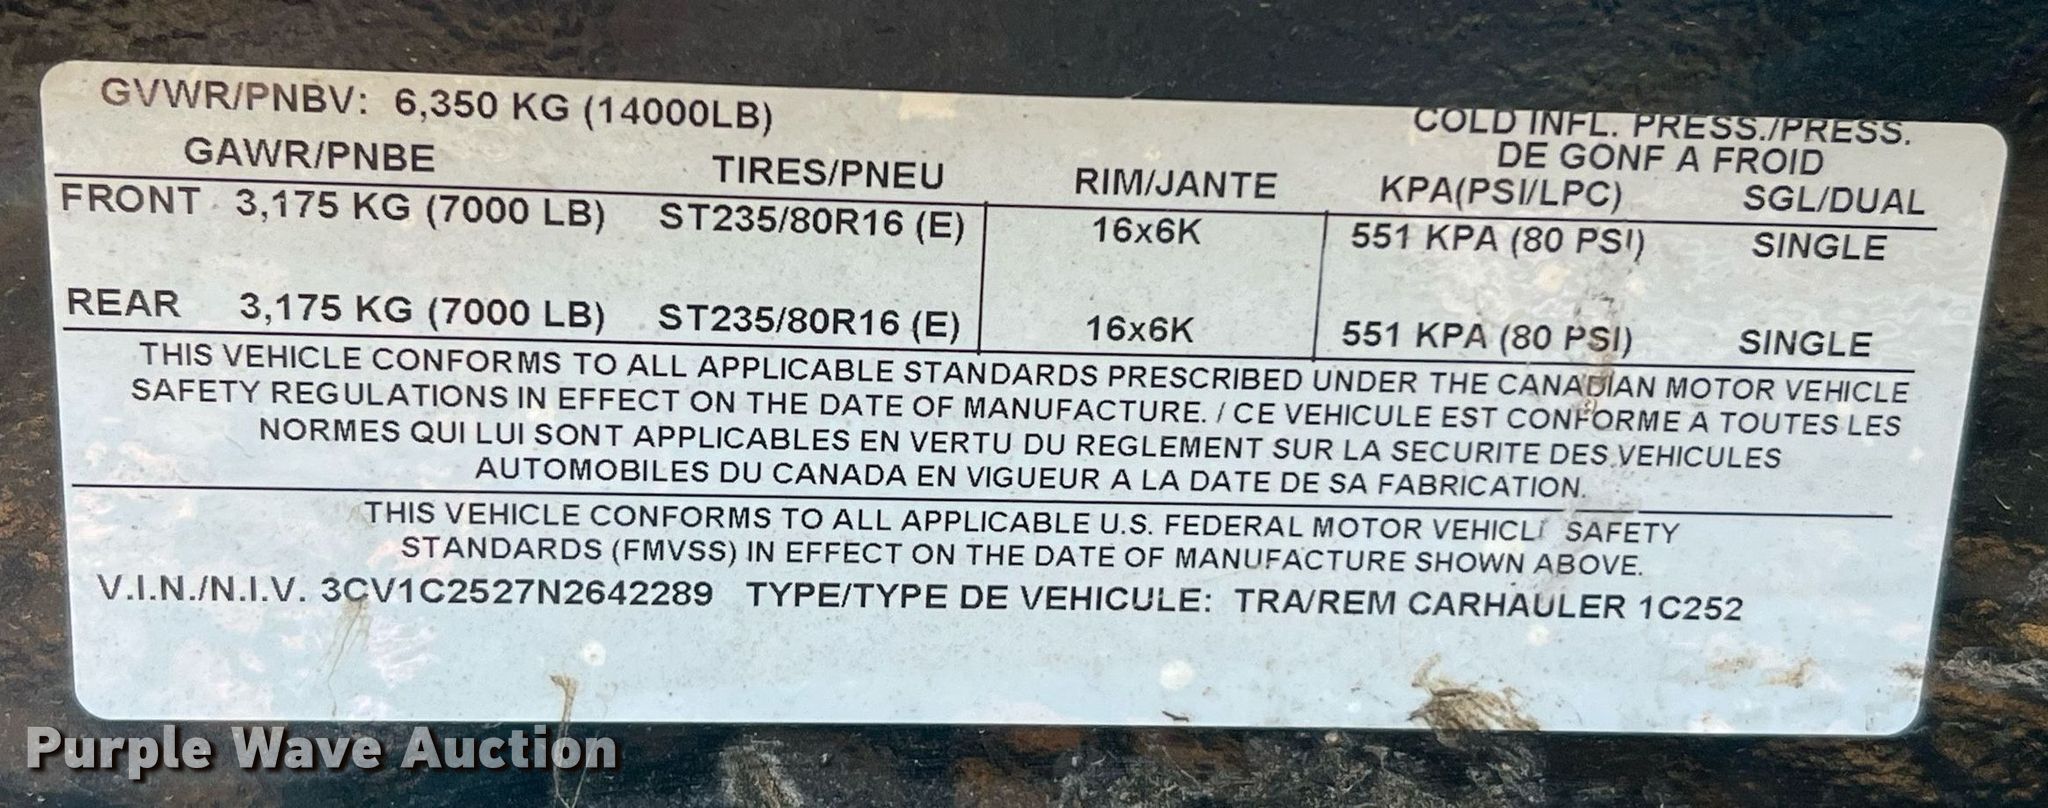 GVWR/PNBV: 6,350 KG (14000LB)
COLD INFL. PRESS./PRESS.
DE GONF A FROID
GAWR/PNBE TIRES/PNEU RIM/JANTE KPA(PSI/LPC) SGL/DUAL
FRONT 3,175 KG (7000 LB) ST235/80R16 (E) 16x6K 551 KPA (80 PSI) SINGLE
REAR 3,175 KG (7000 LB) ST235/80R16 (E) 16x6K 551 KPA (80 PSI) SINGLE
THIS VEHICLE CONFORMS TO ALL APPLICABLE STANDARDS PRESCRIBED UNDER THE CANADIAN MOTOR VEHICLE
SAFETY REGULATIONS IN EFFECT ON THE DATE OF MANUFACTURE. / CE VEHICULE EST CONFORME A TOUTES LES
NORMES QUI LUI SONT APPLICABLES EN VERTU DU REGLEMENT SUR LA SECURITE DES VEHICULES
AUTOMOBILES DU CANADA EN VIGUEUR A LA DATE DE SA FABRICATION.
THIS VEHICLE CONFORMS TO ALL APPLICABLE U.S. FEDERAL MOTOR VEHICLE SAFETY
STANDARDS (FMVSS) IN EFFECT ON THE DATE OF MANUFACTURE SHOWN ABOVE.
V.I.N./N.I.V. 3CV1C2527N2642289 TYPE/TYPE DE VEHICULE: TRA/REM CARHAULER 1C252
Purple Wave Auction